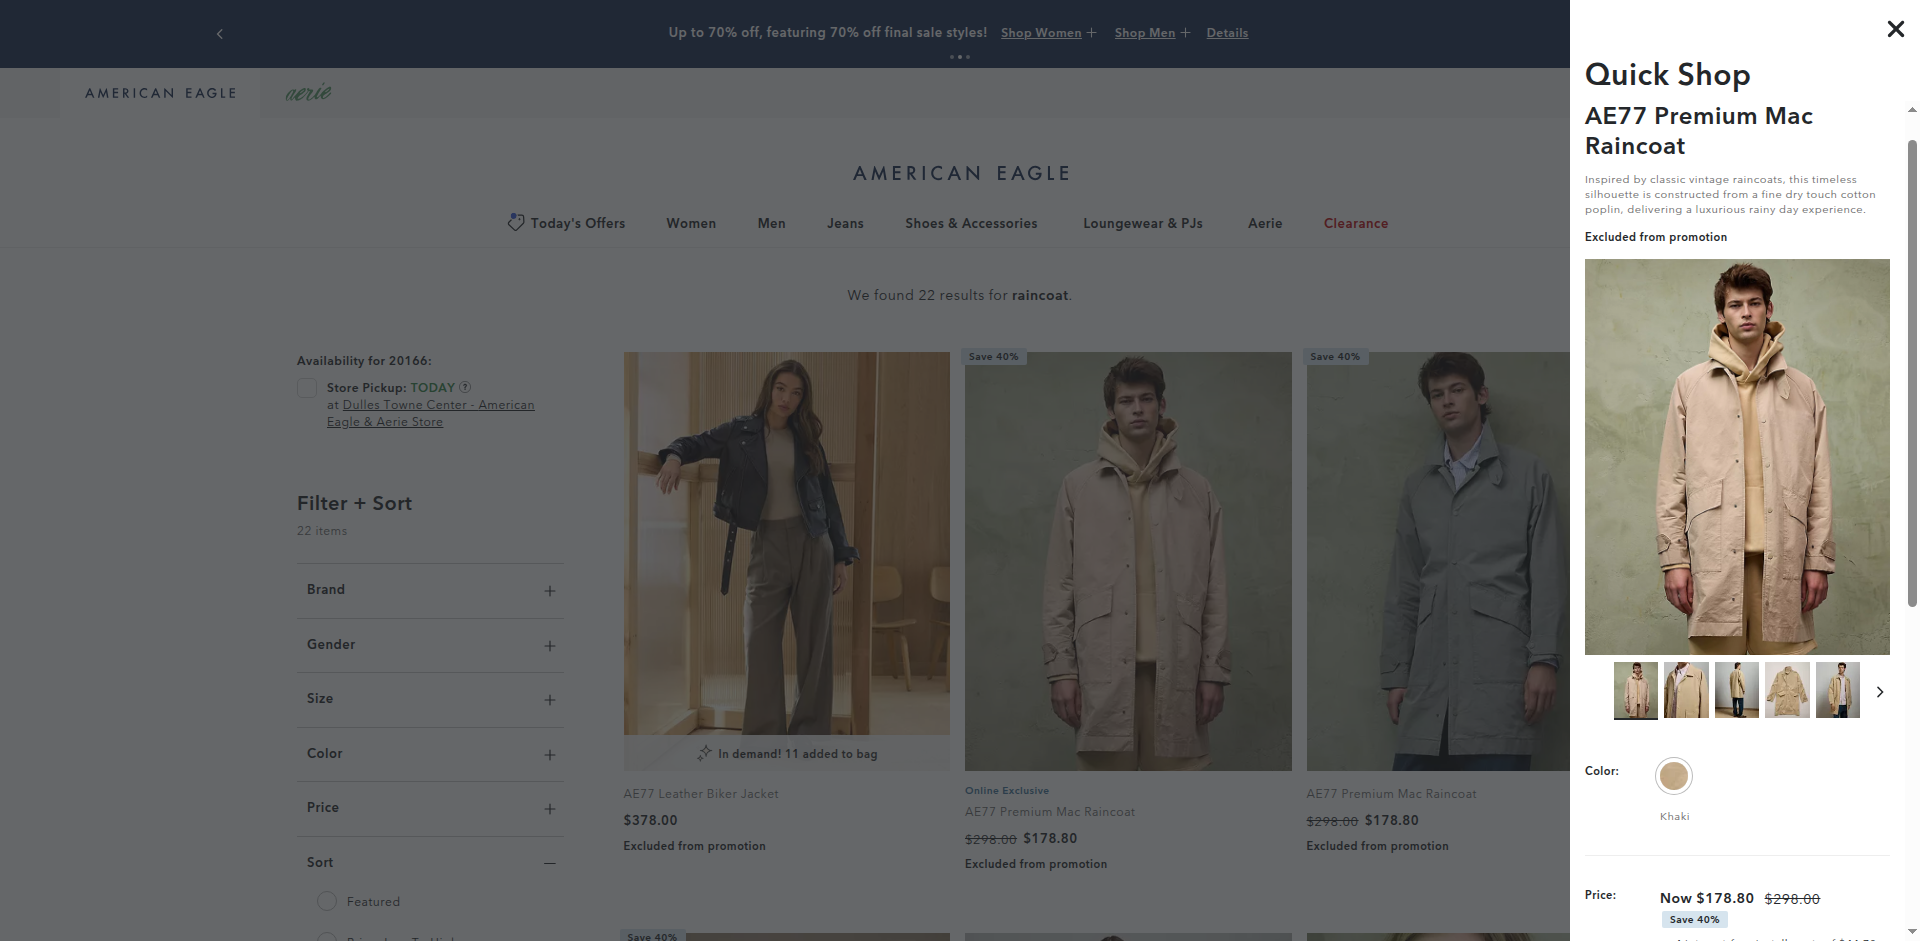 Up to 70% off, featuring 70% off final sale styles! Shop Women + Shop Men + Details
AMERICAN EAGLE
aerie
AMERICAN EAGLE
Today's Offers
Women
Men
Jeans
Shoes & Accessories
Loungewear & PJs
Aerie
Clearance
We found 22 results for raincoat.
Availability for 20166:
Store Pickup: TODAY ?
at Dulles Towne Center - American
Eagle & Aerie Store
Filter + Sort
22 items
Brand
Gender
Size
Color
Price
Sort
Featured
In demand! 11 added to bag
AE77 Leather Biker Jacket
$378.00
Excluded from promotion
Save 40%
Online Exclusive
AE77 Premium Mac Raincoat
$298.00 $178.80
Excluded from promotion
Save 40%
AE77 Premium Mac Raincoat
$298.00 $178.80
Excluded from promotion
Save 40%
Quick Shop
AE77 Premium Mac
Raincoat
Inspired by classic vintage raincoats, this timeless
silhouette is constructed from a fine dry touch cotton
poplin, delivering a luxurious rainy day experience.
Excluded from promotion
Color:
Khaki
Price:
Now $178.80 $298.00
Save 40%